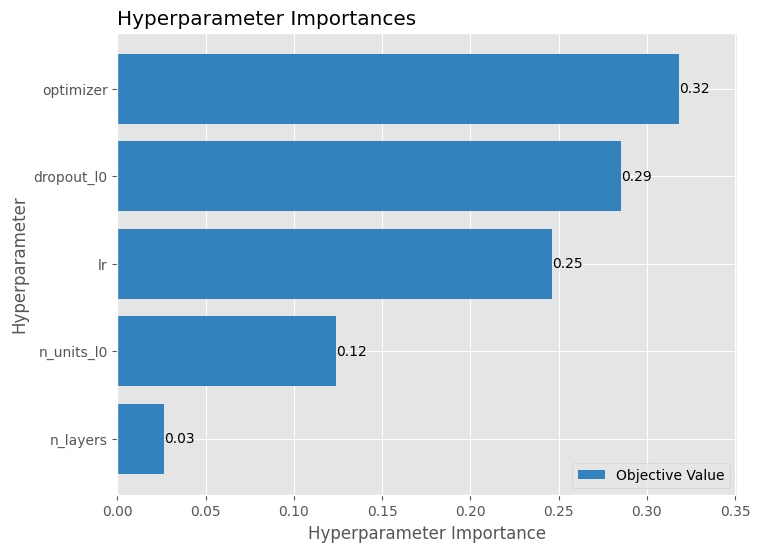 Hyperparameter Importances
Hyperparameter
optimizer
0.32
dropout_l0
0.29
lr
0.25
n_units_l0
0.12
n_layers
0.03
Objective Value
0.00 0.05 0.10 0.15 0.20 0.25 0.30 0.35
Hyperparameter Importance